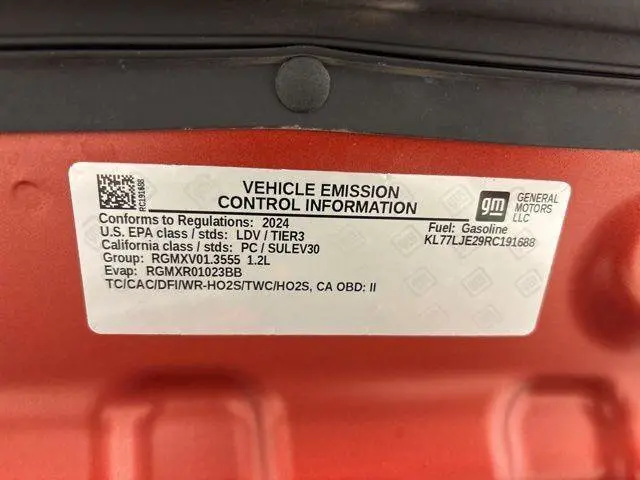 RC191688
VEHICLE EMISSION
CONTROL INFORMATION
gm
GENERAL
MOTORS
LLC
Conforms to Regulations: 2024
Fuel: Gasoline
U.S. EPA class / stds: LDV / TIER3
KL77LJE29RC191688
California class / stds: PC / SULEV30
Group: RGMXV01.3555 1.2L
Evap: RGMXR01023BB
TC/CAC/DFI/WR-HO2S/TWC/HO2S, CA OBD: II